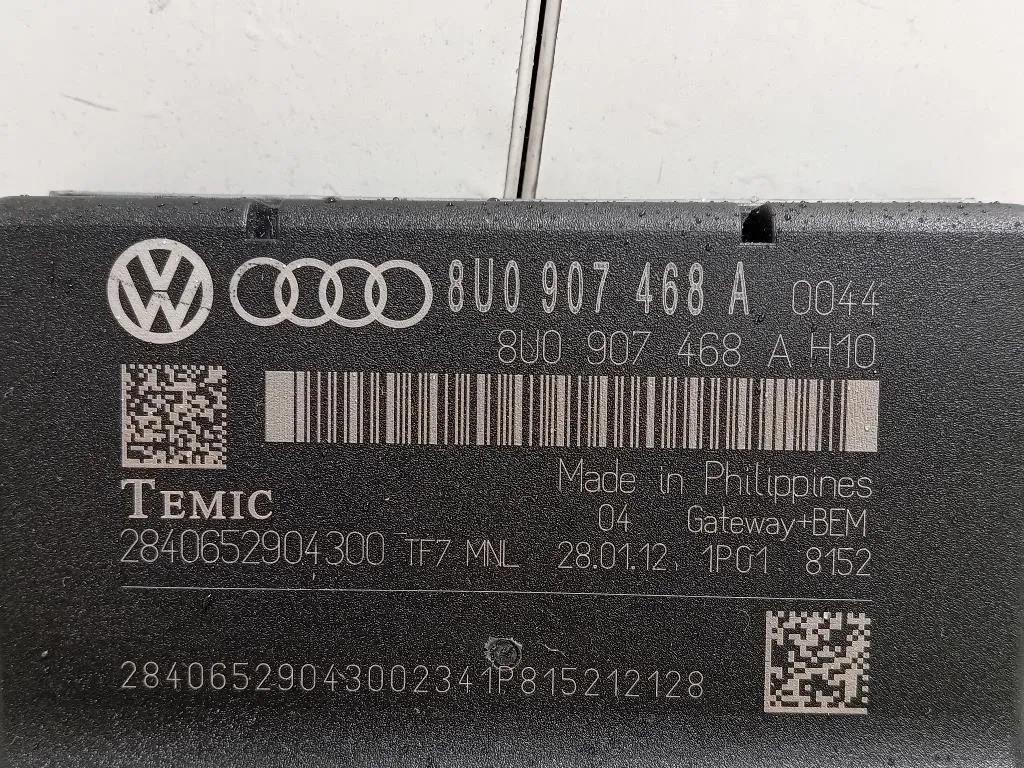 8U0 907 468 A 0044
8U0 907 468 A H10
Made in Philippines
TEMIC
04 Gateway+BEM
2840652904300 TF7 MNL 28.01.12 1P01 8152
28406529043002341P815212128